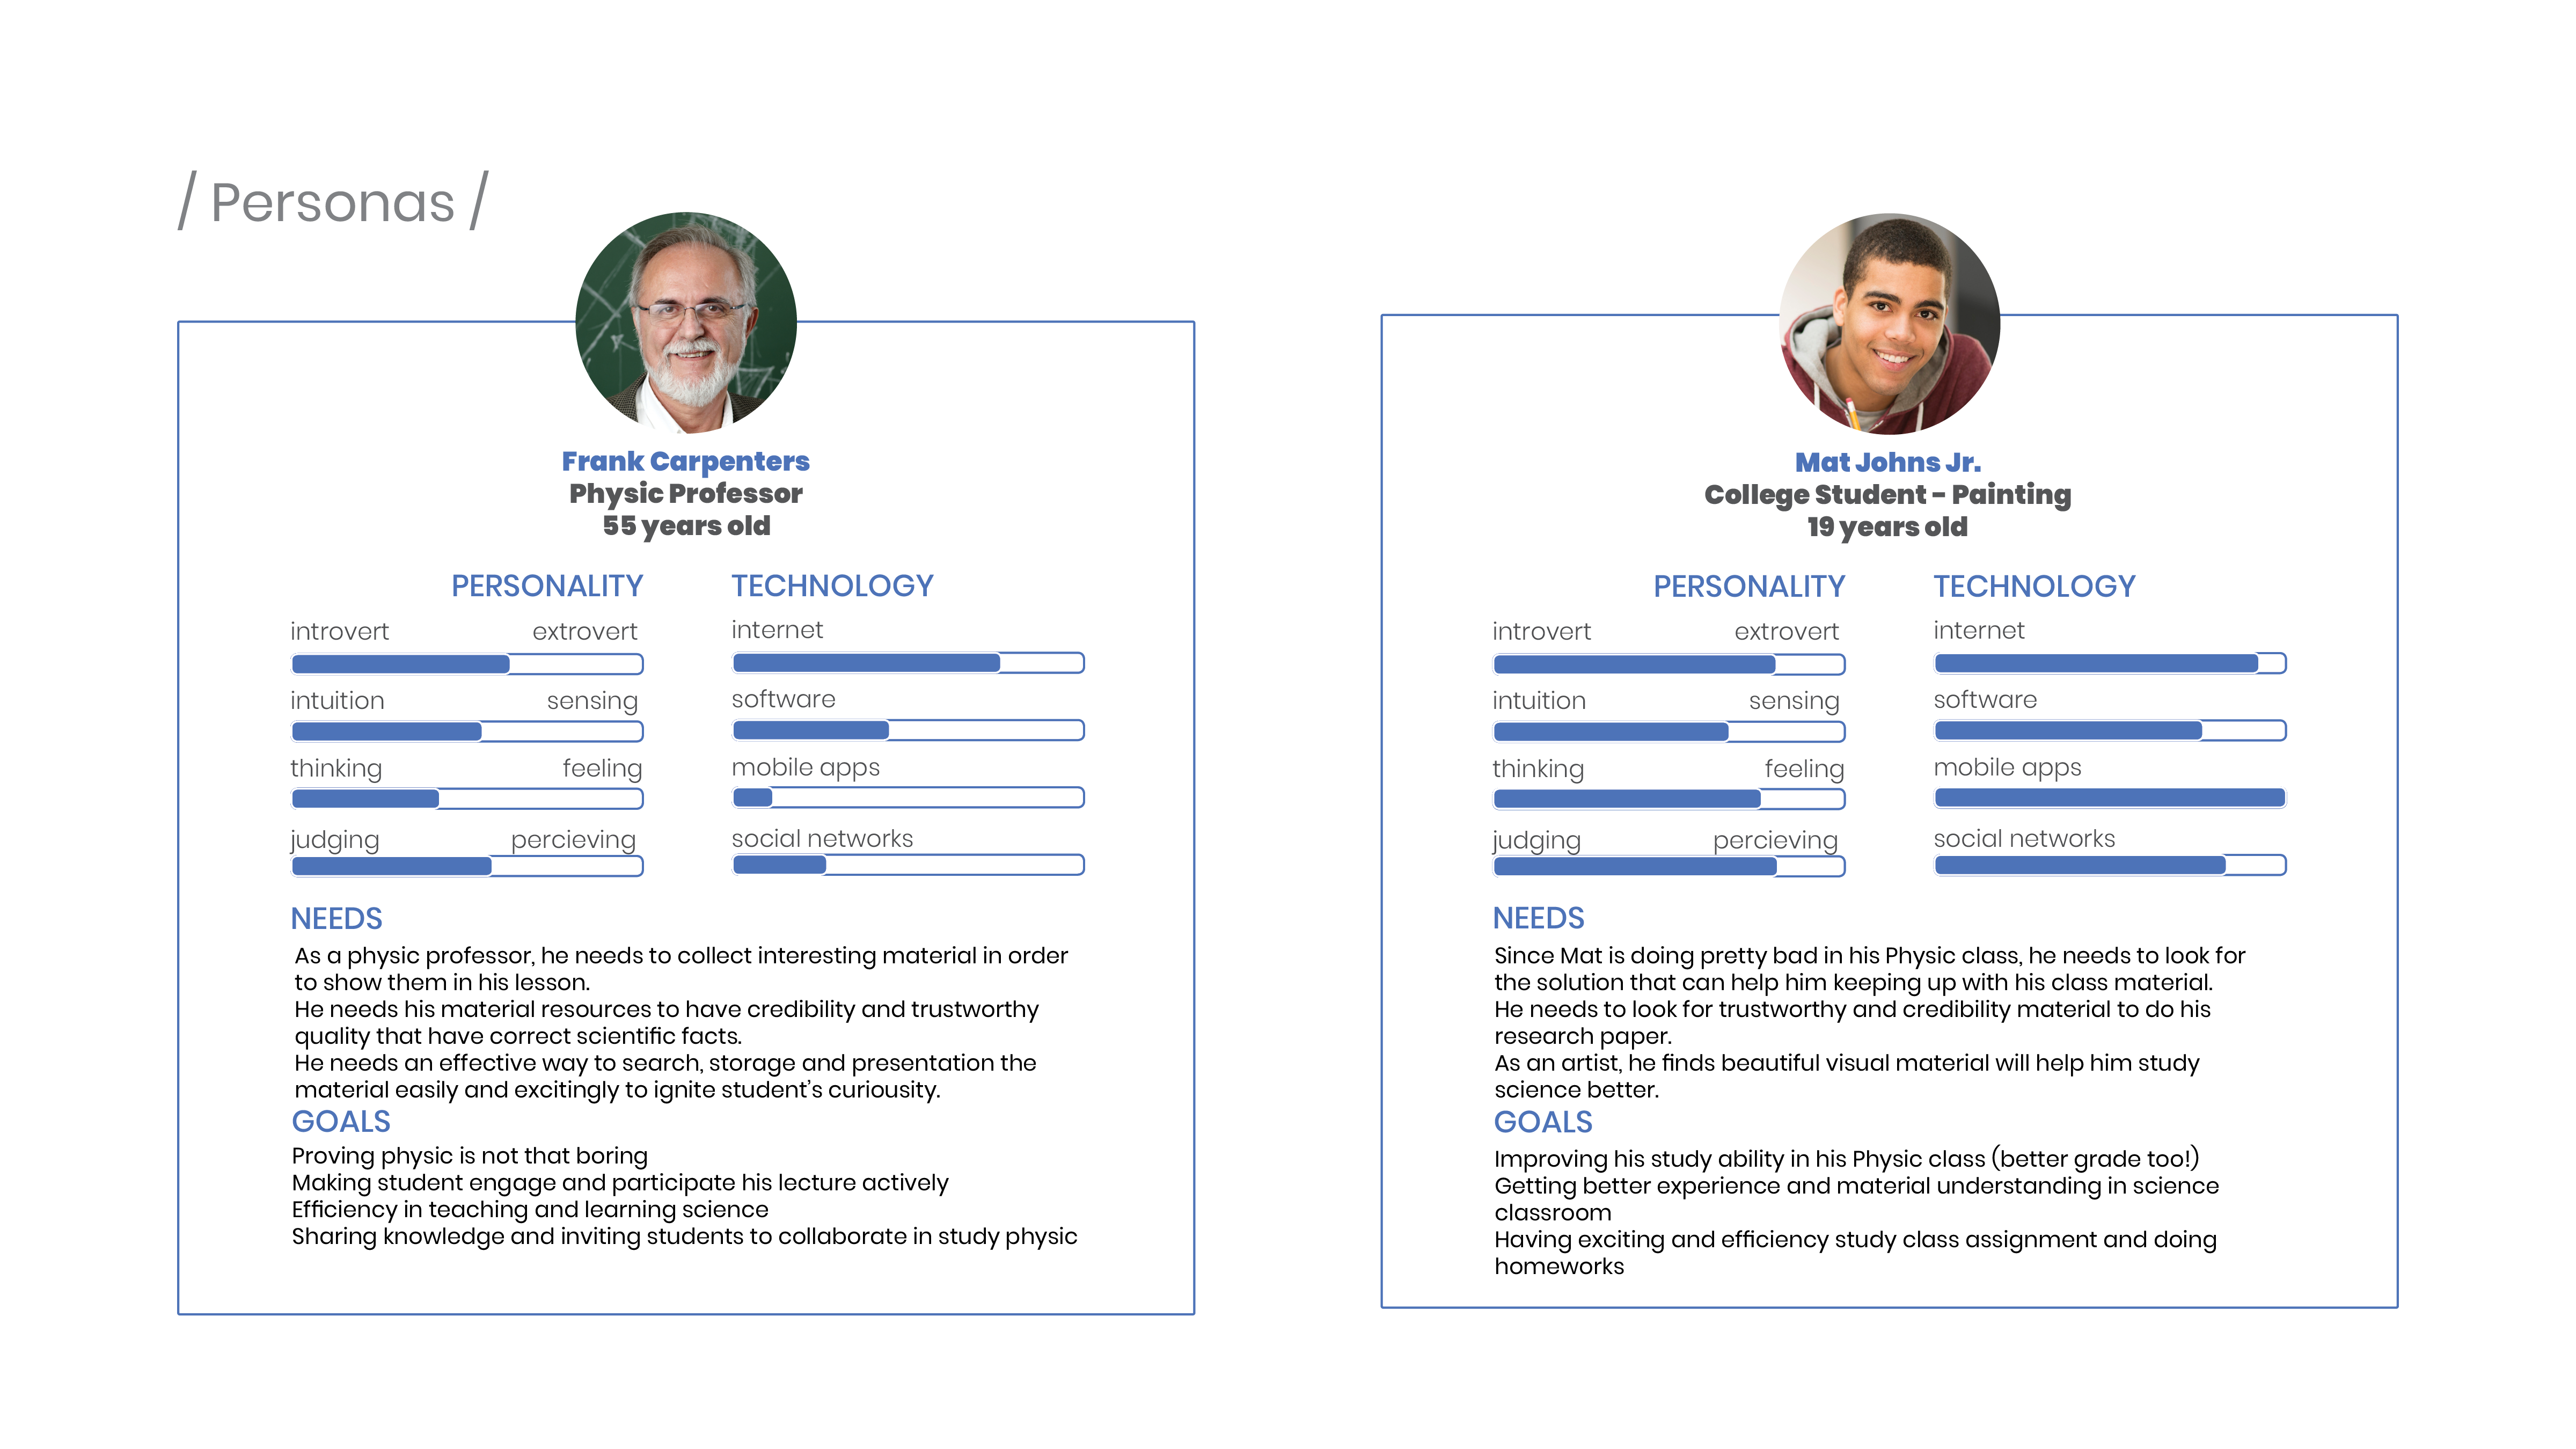 / Personas /
Frank Carpenters
Physic Professor
55 years old
PERSONALITY
introvert extrovert
intuition sensing
thinking feeling
judging percieving
TECHNOLOGY
internet
software
mobile apps
social networks
NEEDS
As a physic professor, he needs to collect interesting material in order
to show them in his lesson.
He needs his material resources to have credibility and trustworthy
quality that have correct scientific facts.
He needs an effective way to search, storage and presentation the
material easily and excitingly to ignite student's curiousity.
GOALS
Proving physic is not that boring
Making student engage and participate his lecture actively
Efficiency in teaching and learning science
Sharing knowledge and inviting students to collaborate in study physic
Mat Johns Jr.
College Student - Painting
19 years old
PERSONALITY
introvert extrovert
intuition sensing
thinking feeling
judging percieving
TECHNOLOGY
internet
software
mobile apps
social networks
NEEDS
Since Mat is doing pretty bad in his Physic class, he needs to look for
the solution that can help him keeping up with his class material.
He needs to look for trustworthy and credibility material to do his
research paper.
As an artist, he finds beautiful visual material will help him study
science better.
GOALS
Improving his study ability in his Physic class (better grade too!)
Getting better experience and material understanding in science
classroom
Having exciting and efficiency study class assignment and doing
homeworks